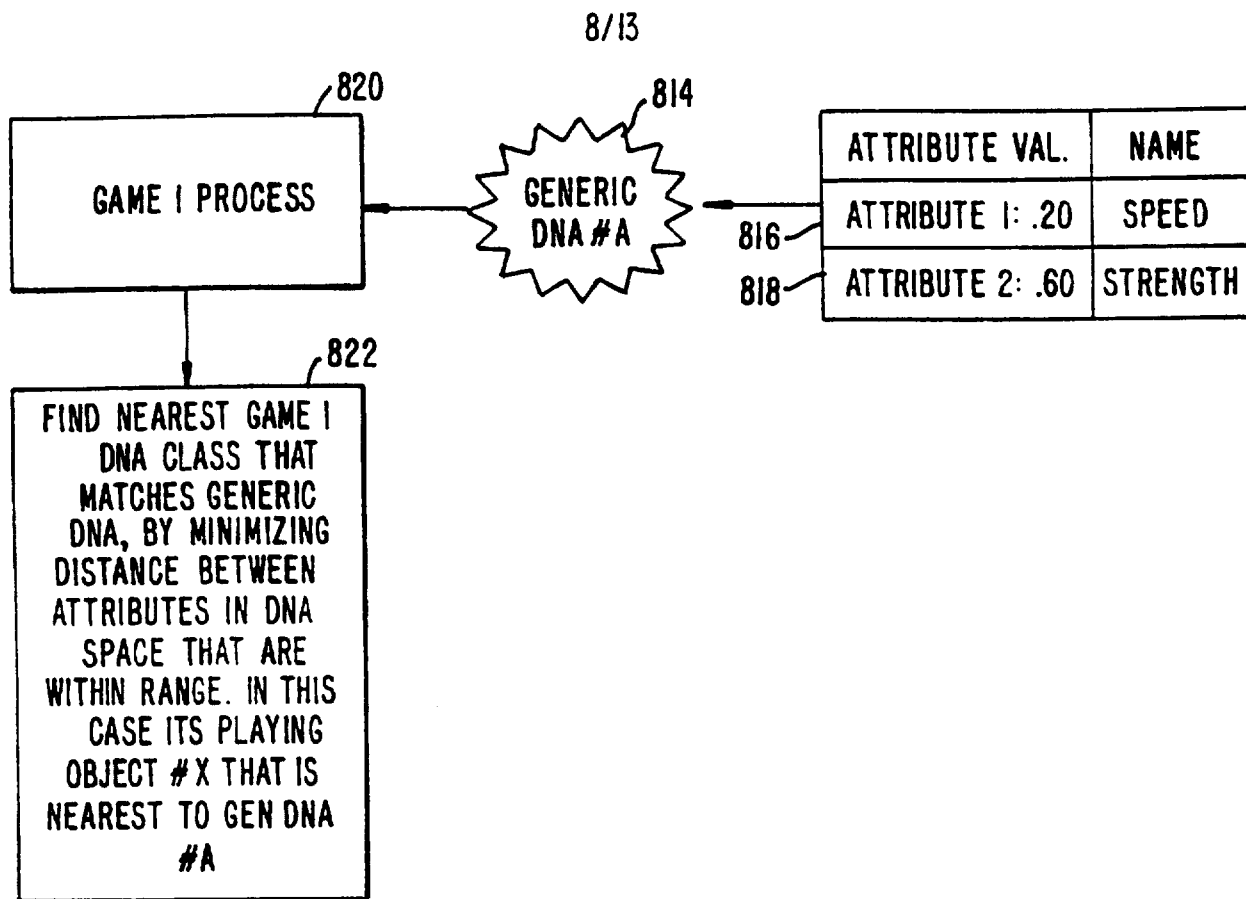 8/13
820
GAME 1 PROCESS
814
GENERIC
DNA #A
ATTRIBUTE VAL. NAME
816
ATTRIBUTE 1: .20 SPEED
818
ATTRIBUTE 2: .60 STRENGTH
822
FIND NEAREST GAME 1
DNA CLASS THAT
MATCHES GENERIC
DNA, BY MINIMIZING
DISTANCE BETWEEN
ATTRIBUTES IN DNA
SPACE THAT ARE
WITHIN RANGE. IN THIS
CASE ITS PLAYING
OBJECT #X THAT IS
NEAREST TO GEN DNA
#A